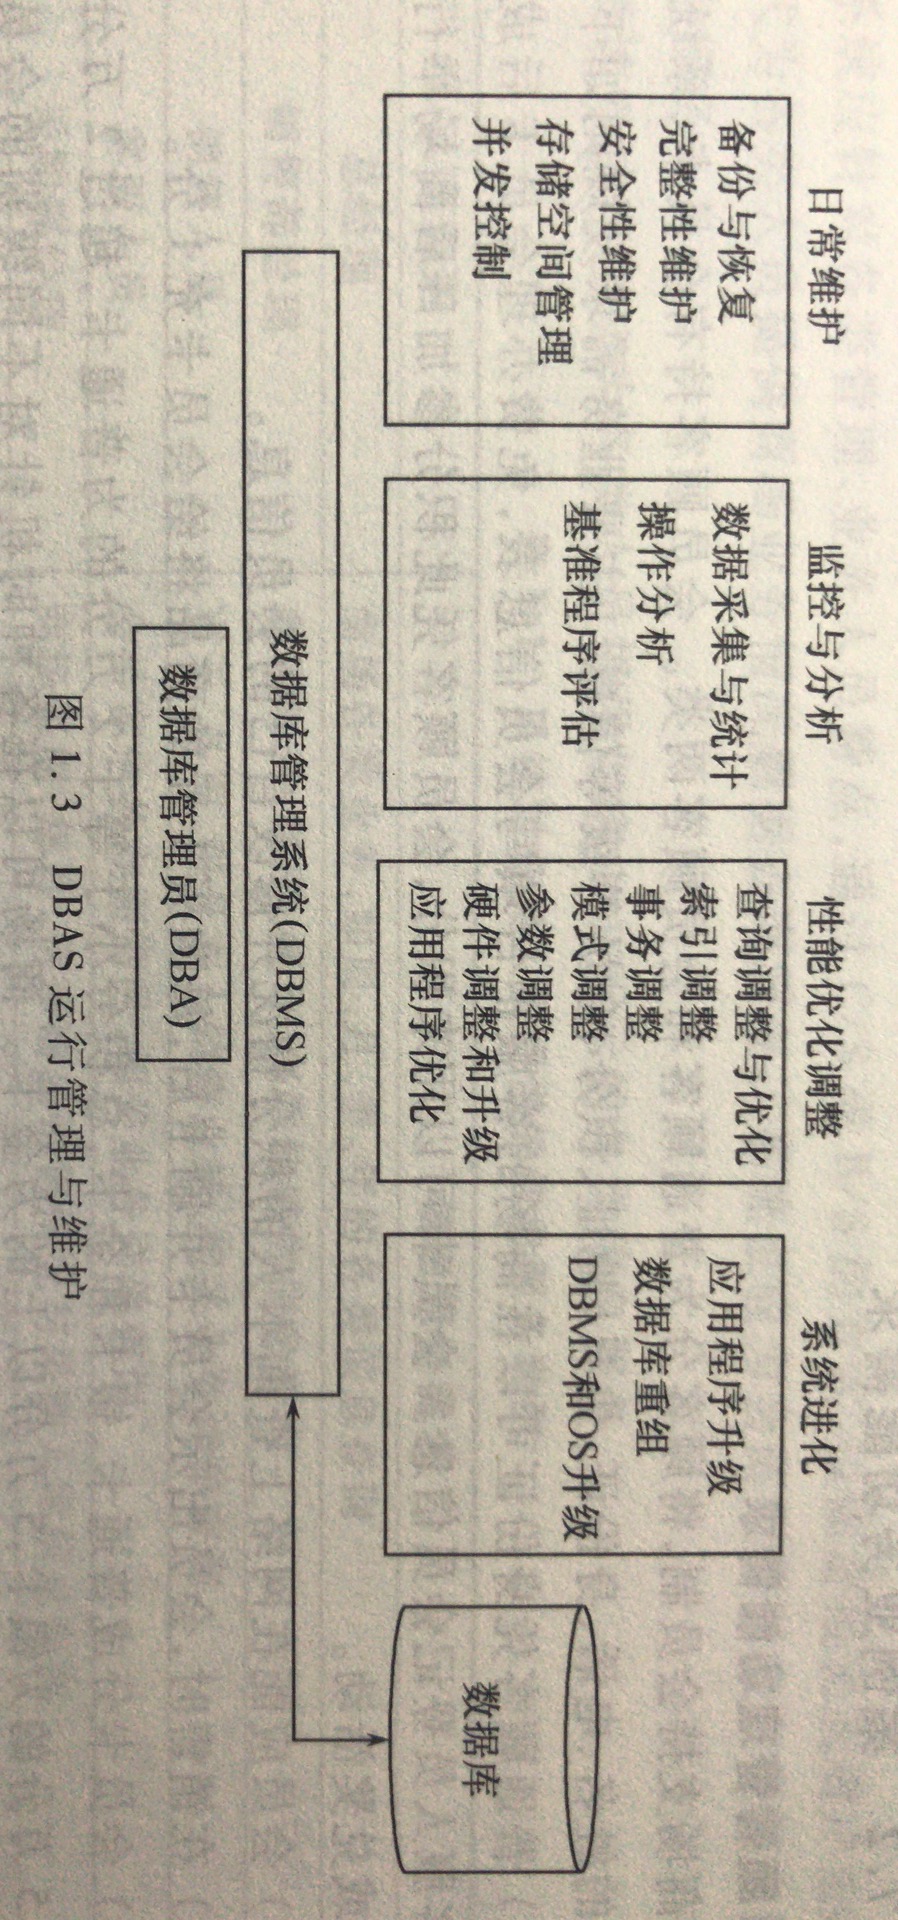 日常维护
备份与恢复
完整性维护
安全性维护
存储空间管理
并发控制
监控与分析
数据采集与统计
操作分析
基准程序评估
性能优化调整
查询调整与优化
索引调整
事务调整
模式调整
参数调整
硬件调整和升级
应用程序优化
系统进化
应用程序升级
数据库重组
DBMS和OS升级
数据库
数据库管理系统(DBMS)
数据库管理员(DBA)
图 1.3 DBAS 运行管理与维护